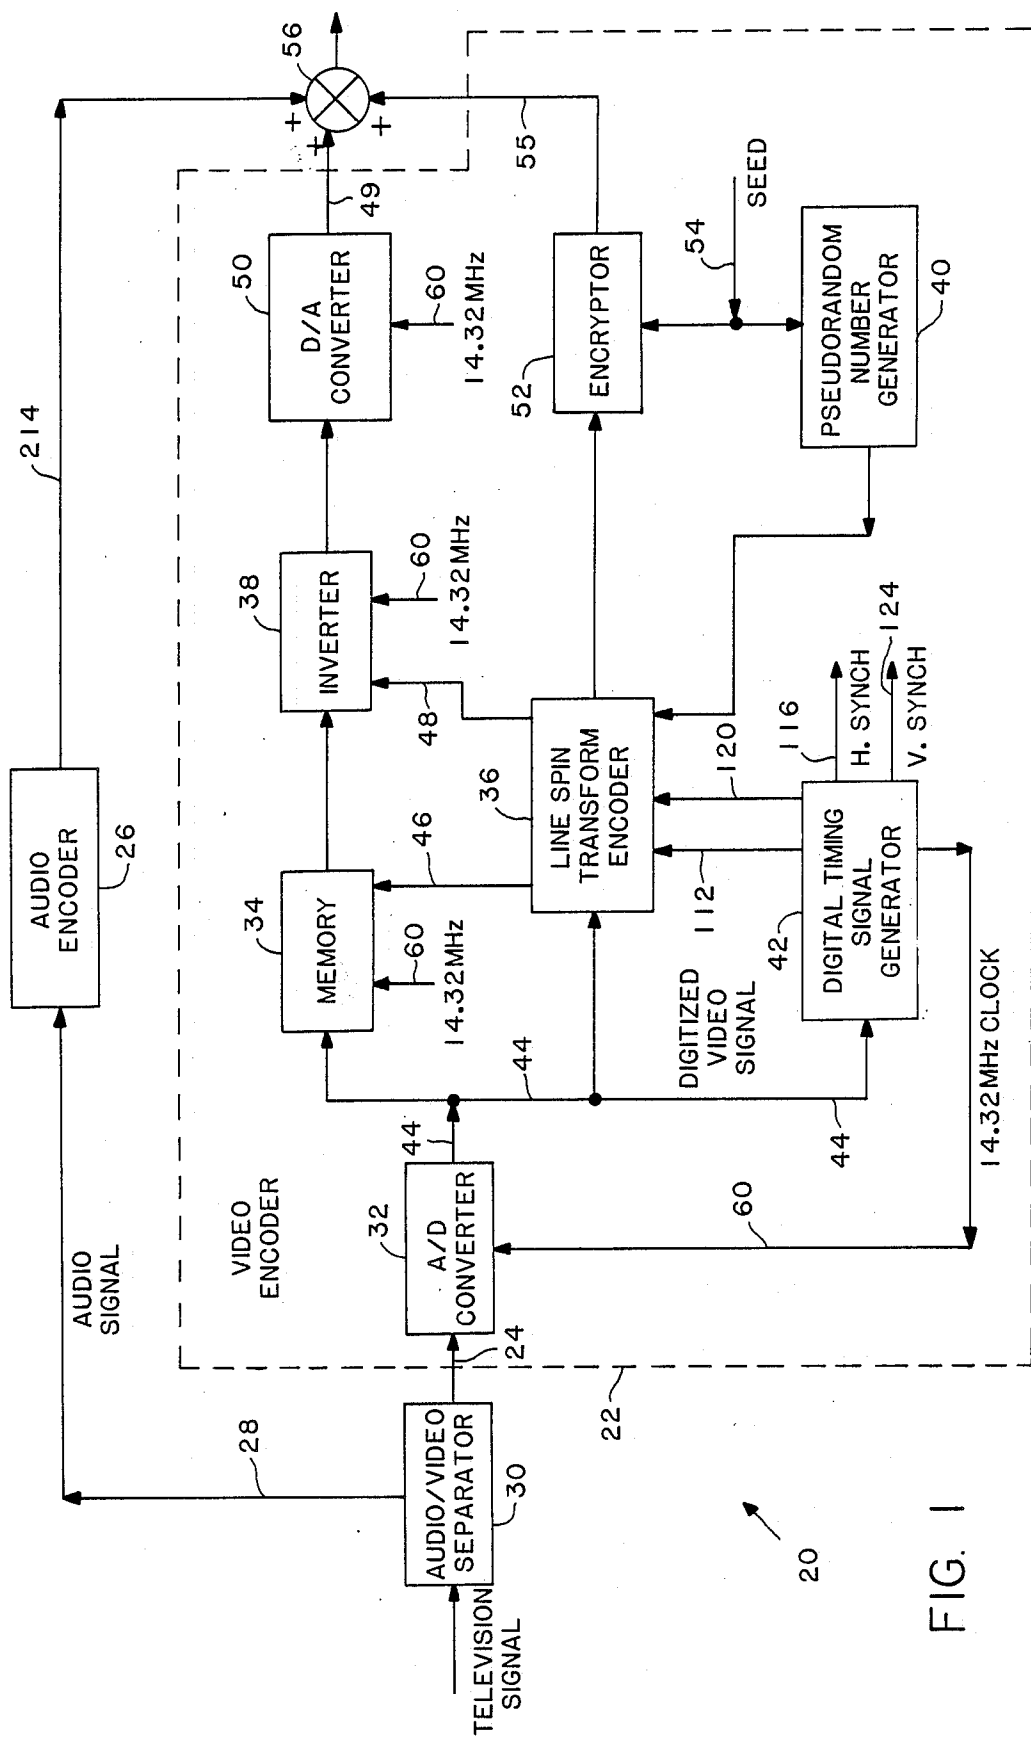 AUDIO
SIGNAL
AUDIO
ENCODER
26
214
28
VIDEO
ENCODER
TELEVISION
SIGNAL
AUDIO/VIDEO
SEPARATOR
30
24
A/D
CONVERTER
32
44
44
44
MEMORY
34
60
14.32MHz
46
INVERTER
38
48
60
14.32MHz
D/A
CONVERTER
50
60
14.32MHz
49
+
+
+
56
55
LINE SPIN
TRANSFORM
ENCODER
36
ENCRYPTOR
52
54
SEED
PSEUDORANDOM
NUMBER
GENERATOR
40
DIGITIZED
VIDEO
SIGNAL
DIGITAL TIMING
SIGNAL
GENERATOR
42
112
120
116
H. SYNCH
124
V. SYNCH
60
14.32MHz CLOCK
22
20
FIG. 1